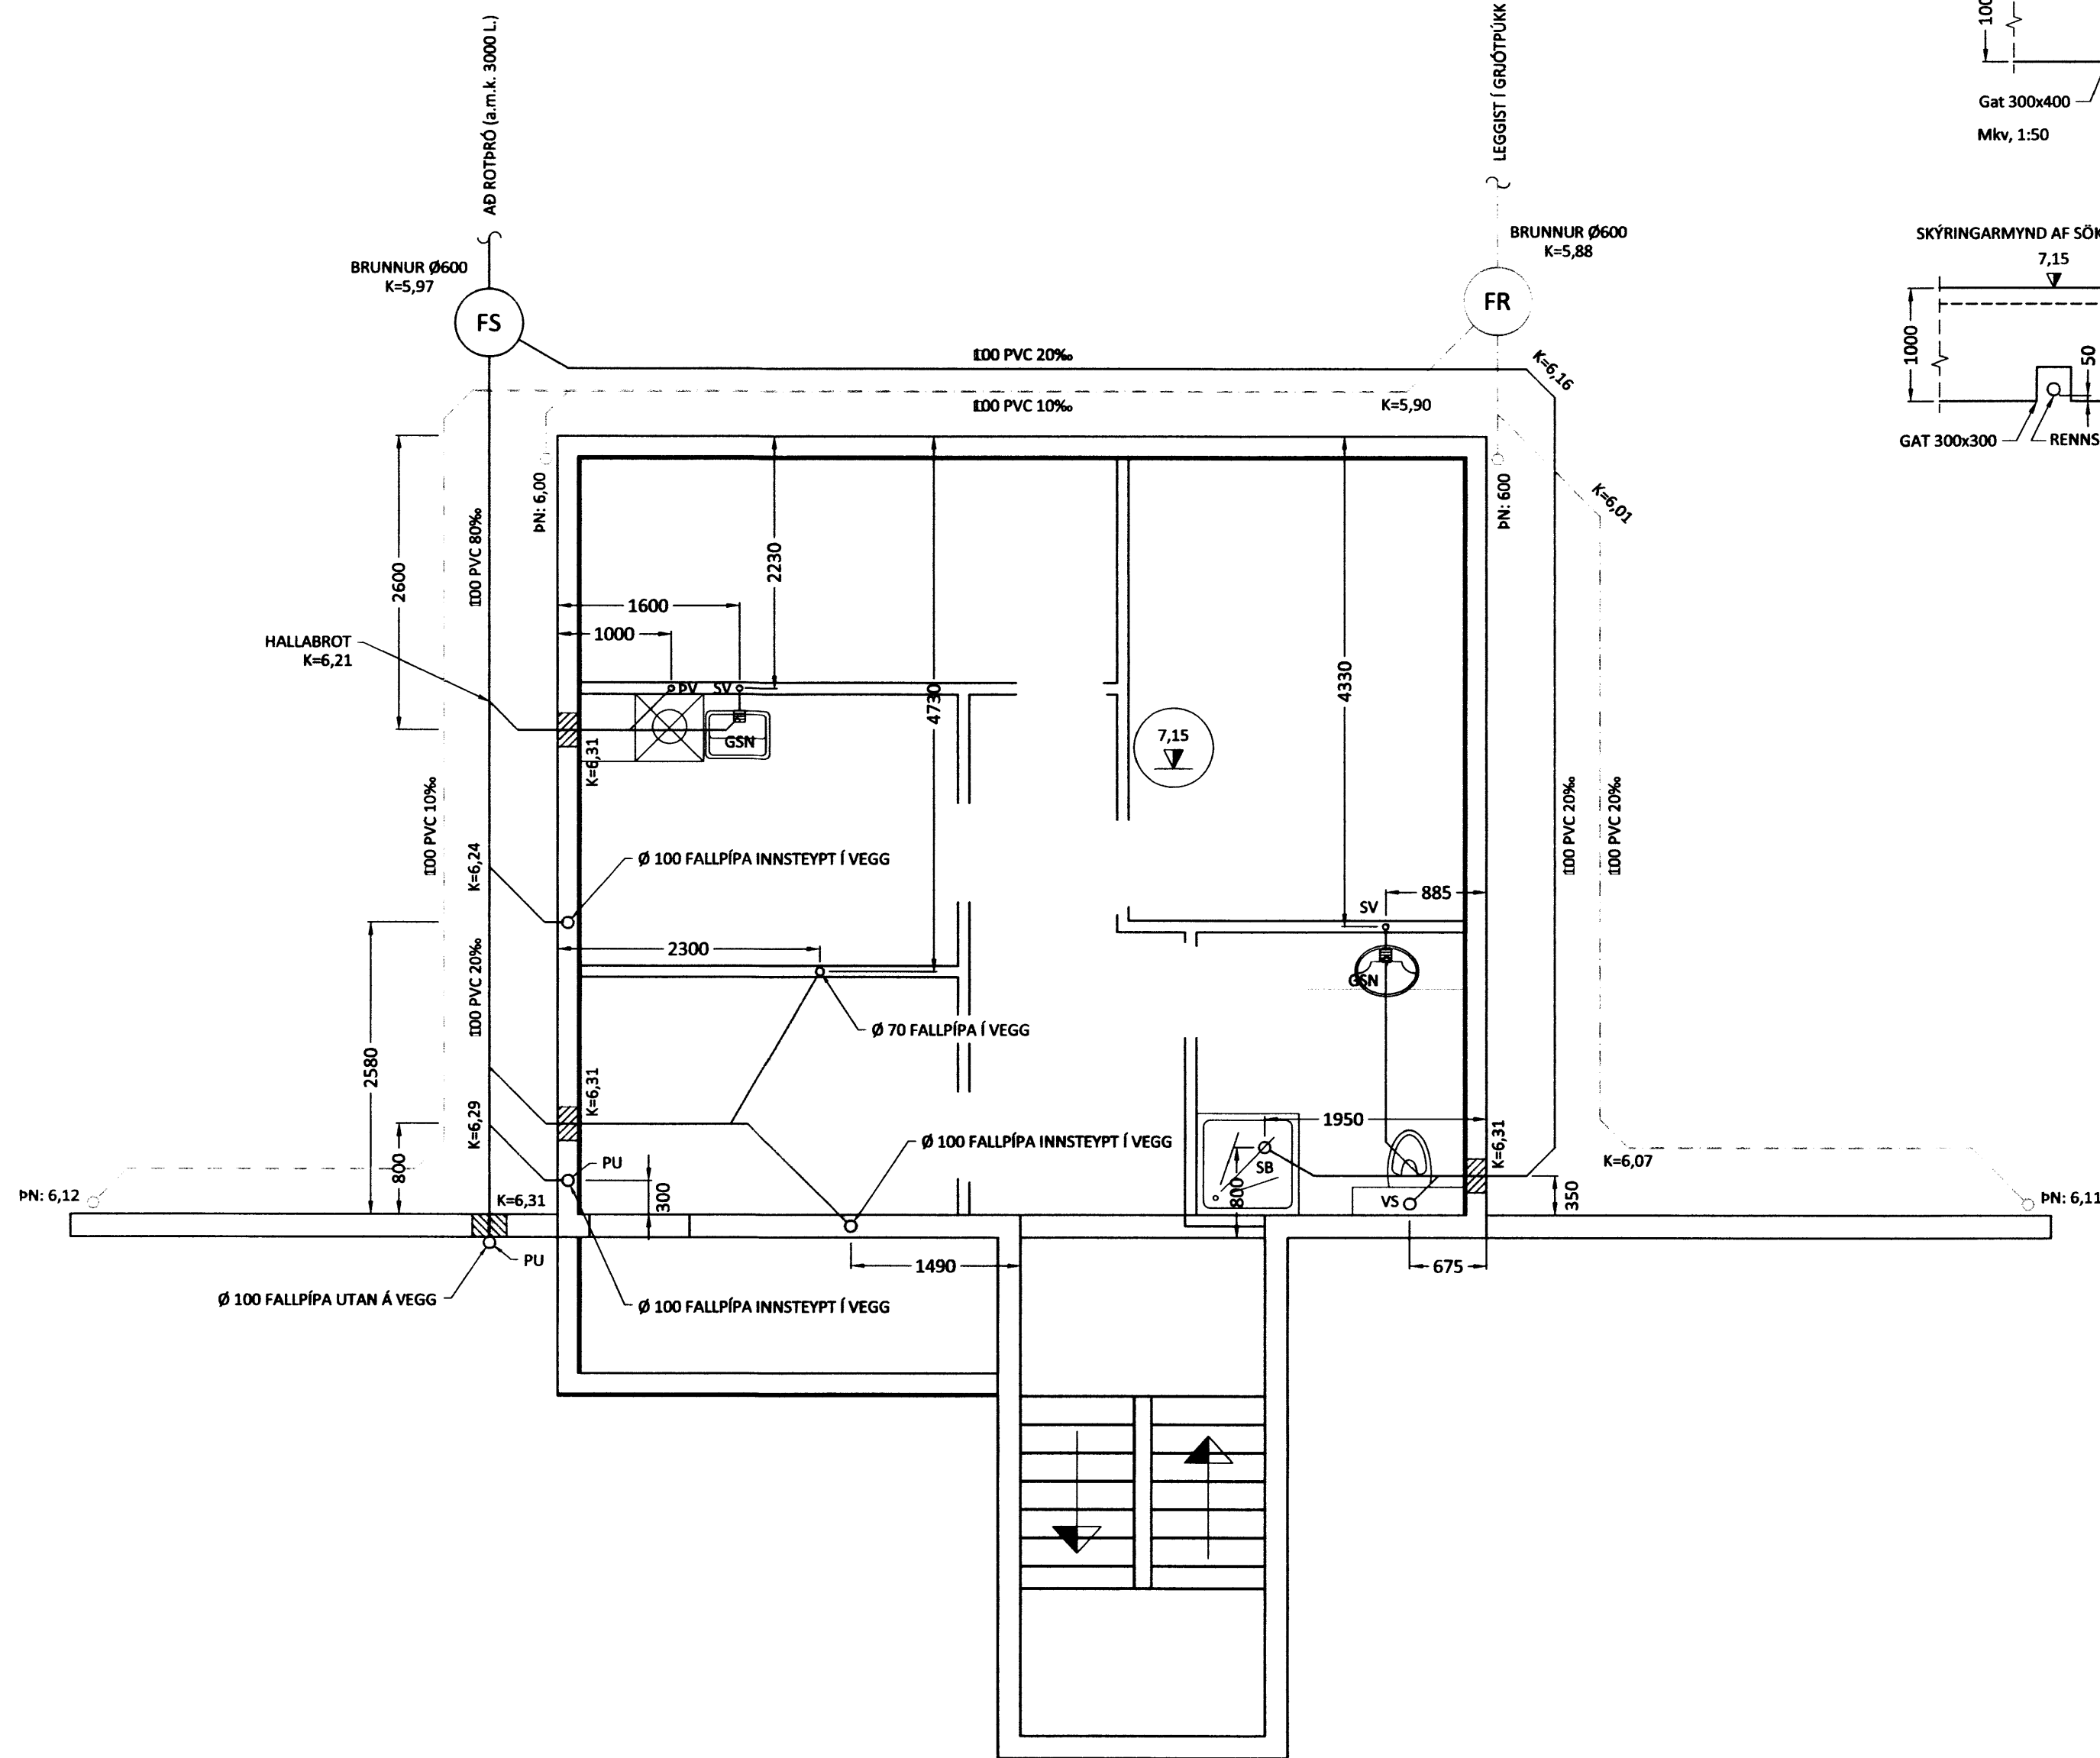 AÐ ROTÞRÓ (a.m.k. 3000 L.)
LEGGIST Í GRJÓTPÚKK
Gat 300x400
Mkv, 1:50
BRUNNUR Ø600
K=5,97
FS
BRUNNUR Ø600
K=5,88
FR
SKÝRINGARMYND AF
7,15
1000
50
GAT 300x300
100 PVC 20‰
K=6,16
100 PVC 10‰
K=5,90
2600
100 PVC 80‰
ÞN: 6,00
2230
4730
4330
ÞN: 600
K=6,01
1600
1000
HALLABROT
K=6,21
ÞV
SV
GSN
K=6,31
7,15
100 PVC 10‰
K=6,24
Ø 100 FALLPÍPA INNSTEYPT Í VEGG
100 PVC 20‰
100 PVC 20‰
885
SV
GSN
2300
100 PVC 20‰
Ø 70 FALLPÍPA Í VEGG
2580
K=6,31
K=6,29
800
Ø 100 FALLPÍPA INNSTEYPT Í VEGG
1950
SB
800
K=6,31
K=6,07
PU
300
VS
350
ÞN: 6,12
K=6,31
ÞN: 6,11
PU
1490
675
Ø 100 FALLPÍPA UTAN Á VEGG
Ø 100 FALLPÍPA INNSTEYPT Í VEGG